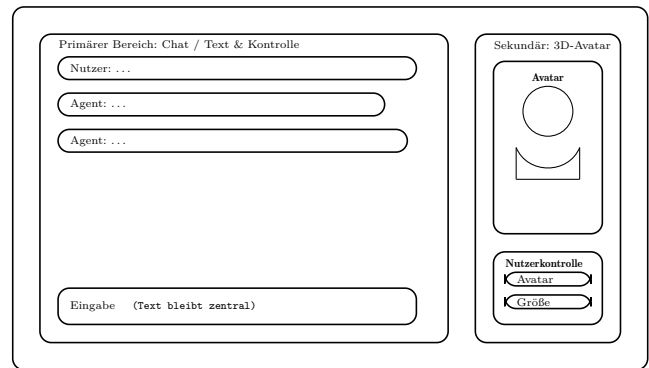 Primärer Bereich: Chat / Text & Kontrolle
Nutzer: ...
Agent: ...
Agent: ...
Eingabe (Text bleibt zentral)
Sekundär: 3D-Avatar
Avatar
Nutzerkontrolle
Avatar
Größe